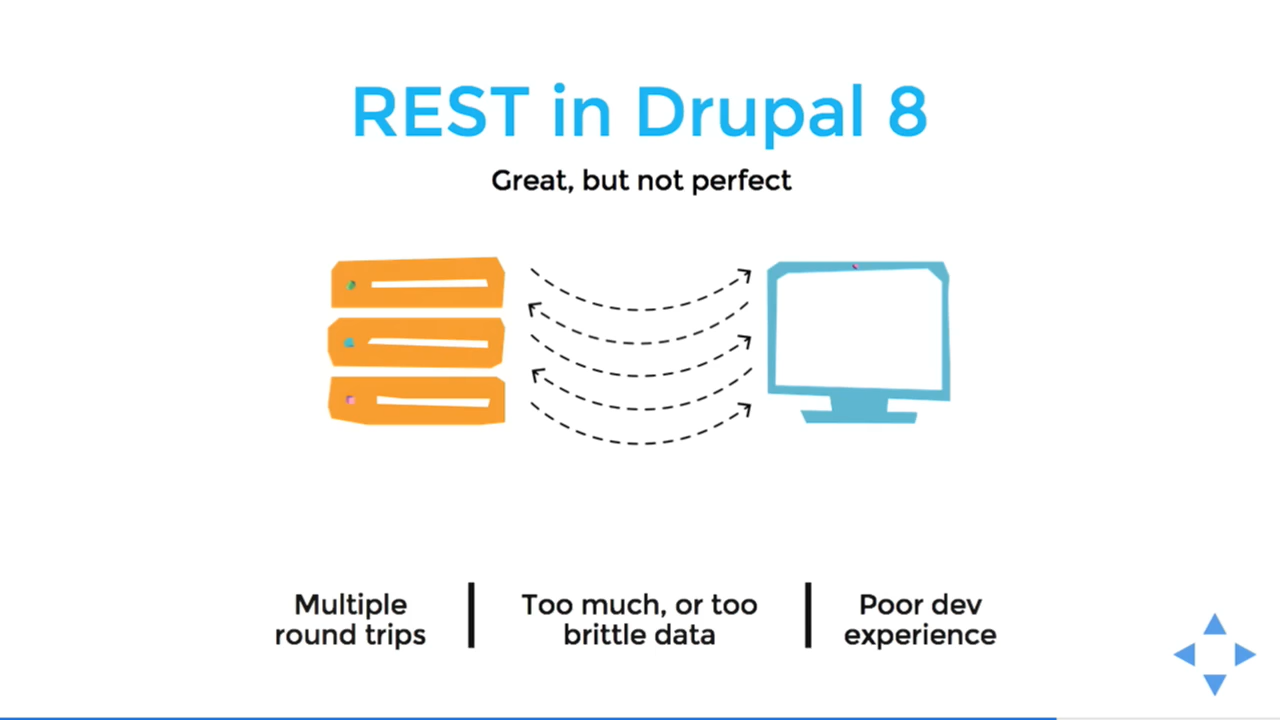 REST in Drupal 8
Great, but not perfect
Multiple
round trips
Too much, or too
brittle data
Poor dev
experience